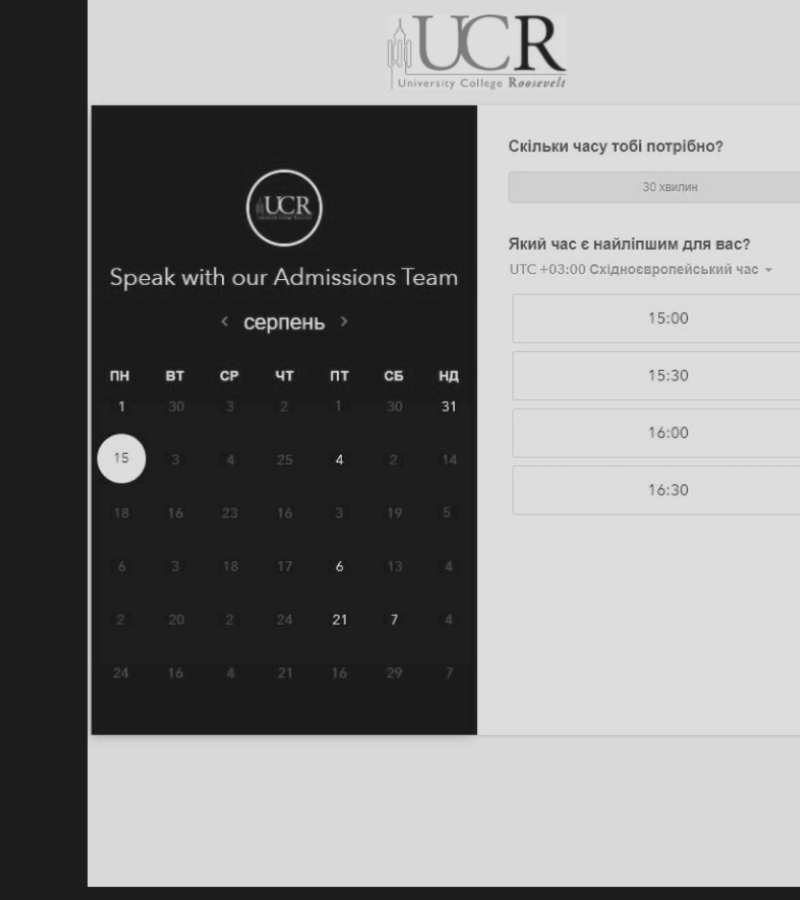 UCR
University College Roosevelt
UCR
Speak with our Admissions Team
< серпень >
ПН ВТ СР ЧТ ПТ СБ НД
1 30 3 2 1 30 31
15 3 4 25 4 2 14
18 16 23 16 3 19 5
6 3 18 17 6 13 4
2 20 2 24 21 7 4
24 16 4 21 16 29 7
Скільки часу тобі потрібно?
30 хвилин
Який час є найліпшим для вас?
UTC +03:00 Східноєвропейський час
15:00
15:30
16:00
16:30